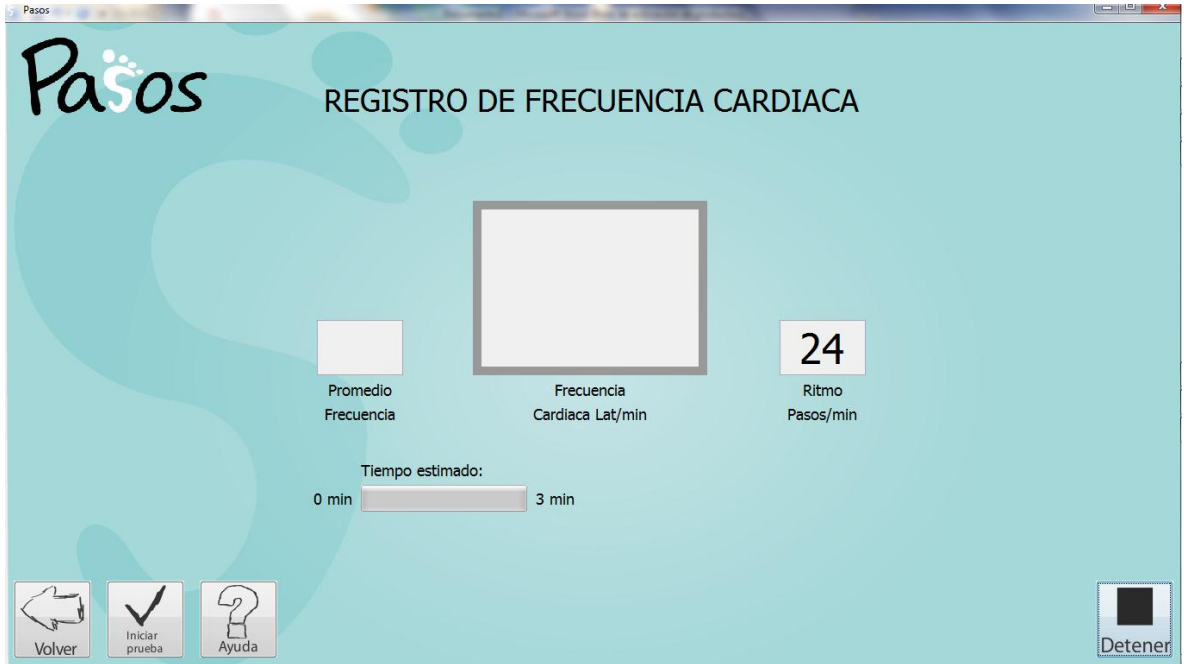 Pasos
Pasos
REGISTRO DE FRECUENCIA CARDIACA
24
Promedio
Frecuencia
Frecuencia
Cardiaca Lat/min
Ritmo
Pasos/min
Tiempo estimado:
0 min
3 min
Volver
Iniciar
prueba
Ayuda
Detener